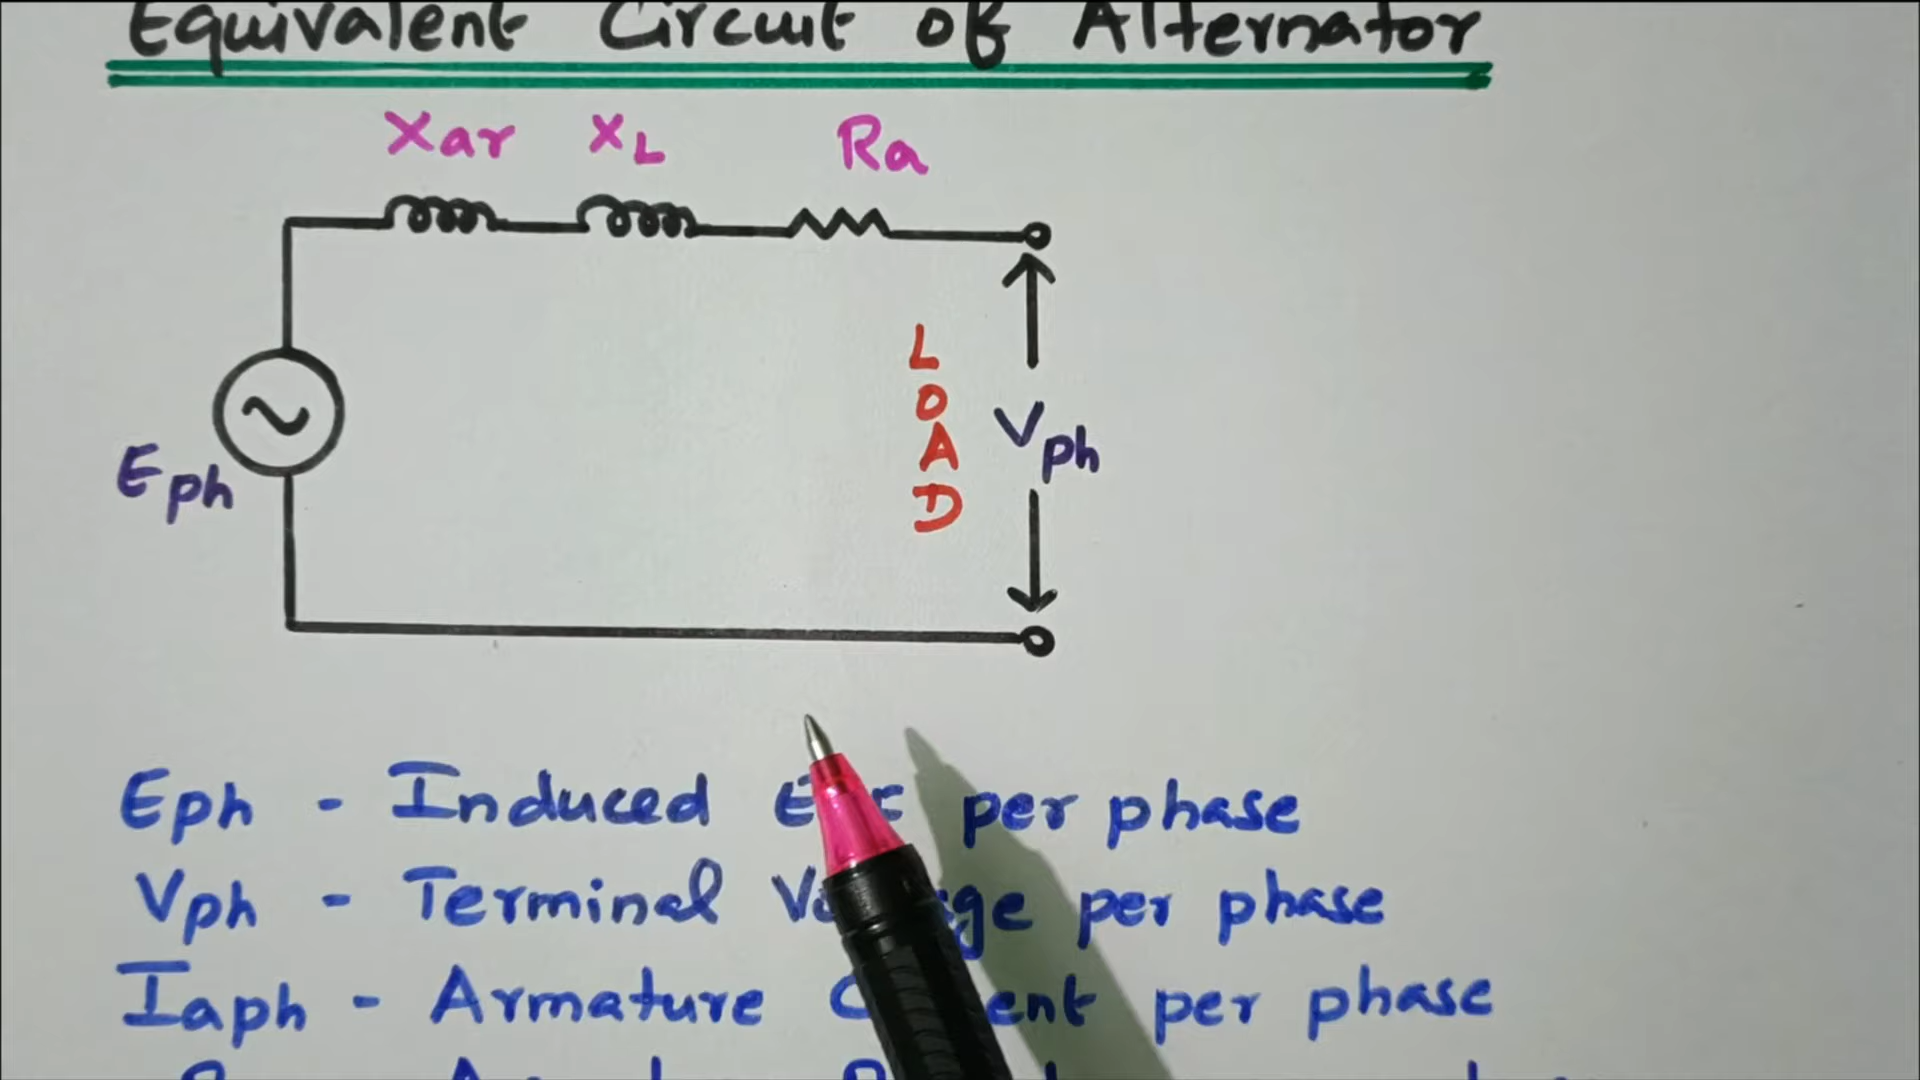 Equivalent Circuit of Alternator
Xar XL Ra
LOAD
Vph
Eph
Eph - Induced per phase
Vph - Terminal per phase
Iaph - Armature per phase